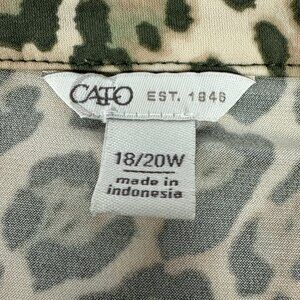 CATO EST. 1946
18/20W
made in
indonesia